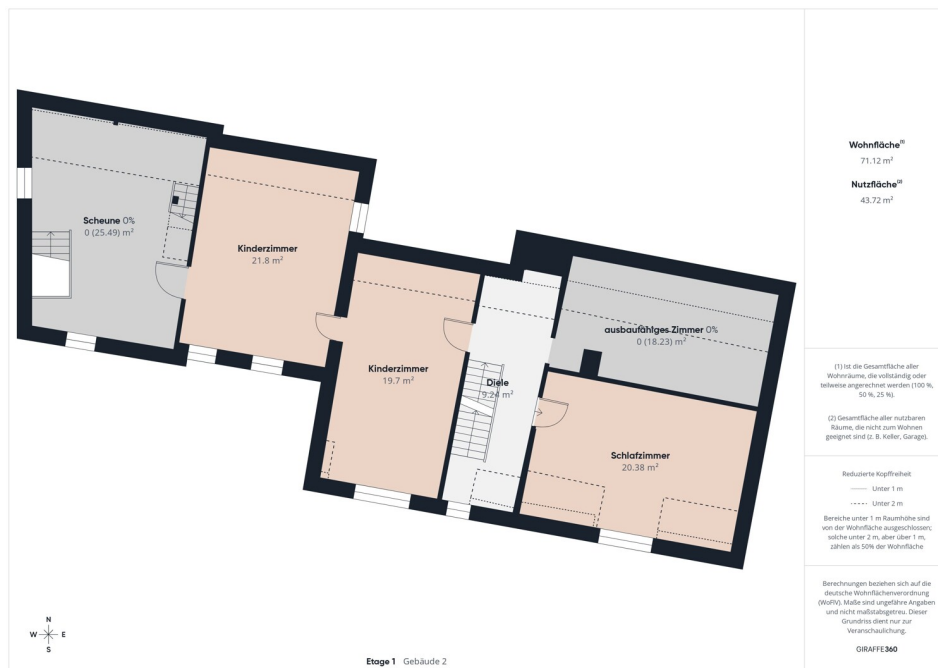 Scheune 0%
0 (25.49) m²
Kinderzimmer
21.8 m²
Kinderzimmer
19.7 m²
Diele
9.24 m²
ausbaufähiges Zimmer 0%
0 (18.23) m²
Schlafzimmer
20.38 m²
N
W E
S
Etage 1 Gebäude 2
Wohnfläche⁽¹⁾
71.12 m²
Nutzfläche⁽²⁾
43.72 m²
(1) Ist die Gesamtfläche aller
Wohnräume, die vollständig oder
teilweise angerechnet werden (100 %,
50 %, 25 %).
(2) Gesamtfläche aller nutzbaren
Räume, die nicht zum Wohnen
geeignet sind (z. B. Keller, Garage).
Reduzierte Kopffreiheit
Unter 1 m
Unter 2 m
Bereiche unter 1 m Raumhöhe sind
von der Wohnfläche ausgeschlossen;
solche unter 2 m, aber über 1 m,
zählen als 50% der Wohnfläche
Berechnungen beziehen sich auf die
deutsche Wohnflächenverordnung
(WoFlV). Maße sind ungefähre Angaben
und nicht maßstabsgetreu. Dieser
Grundriss dient nur zur
Veranschaulichung.
GIRAFFE360